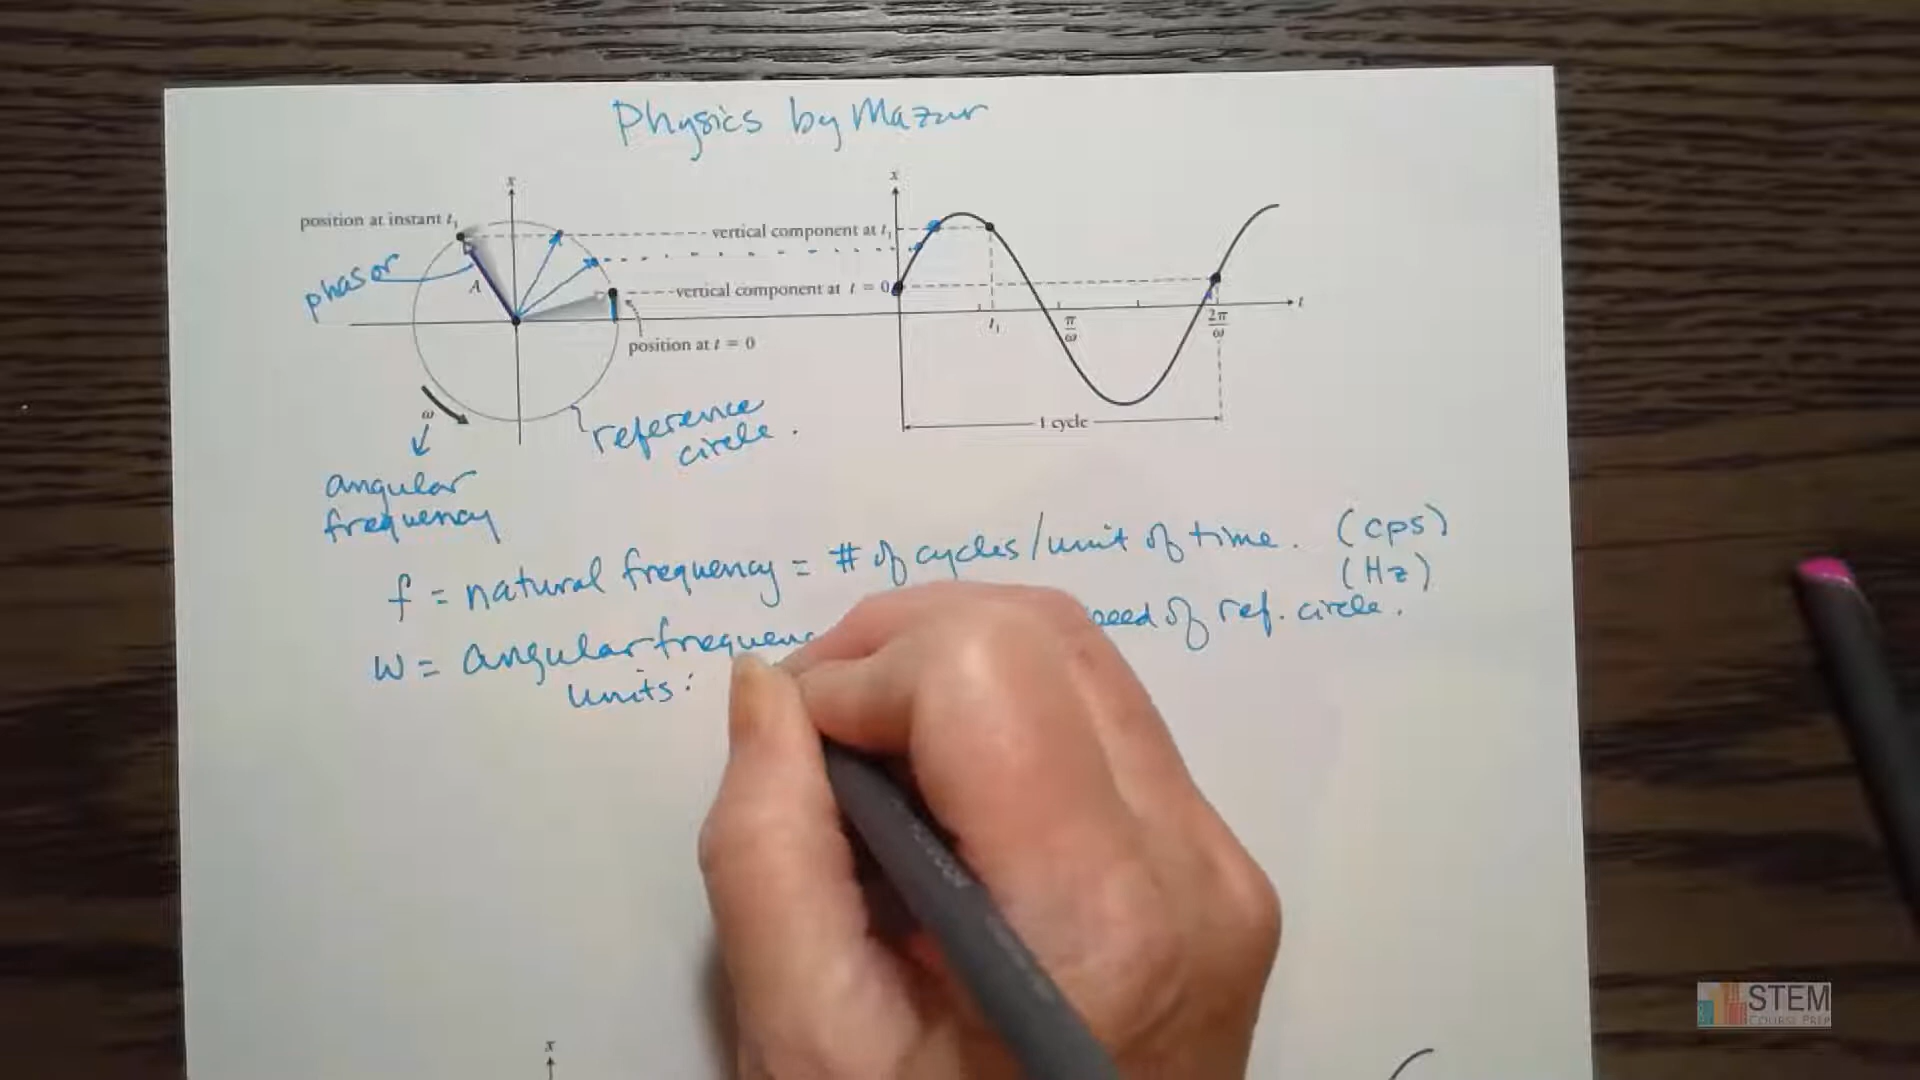 Physics by Mazur
x
position at instant t₁
vertical component at t₁
phasor
A
vertical component at t = 0
position at t = 0
ω
reference
circle.
angular
frequency
x
t
t₁
π/ω
2π/ω
1 cycle
f = natural frequency = # of cycles/unit of time. (cps)
(Hz)
ω = angular of ref. circle.
units:
x
STEM
COURSE PREP